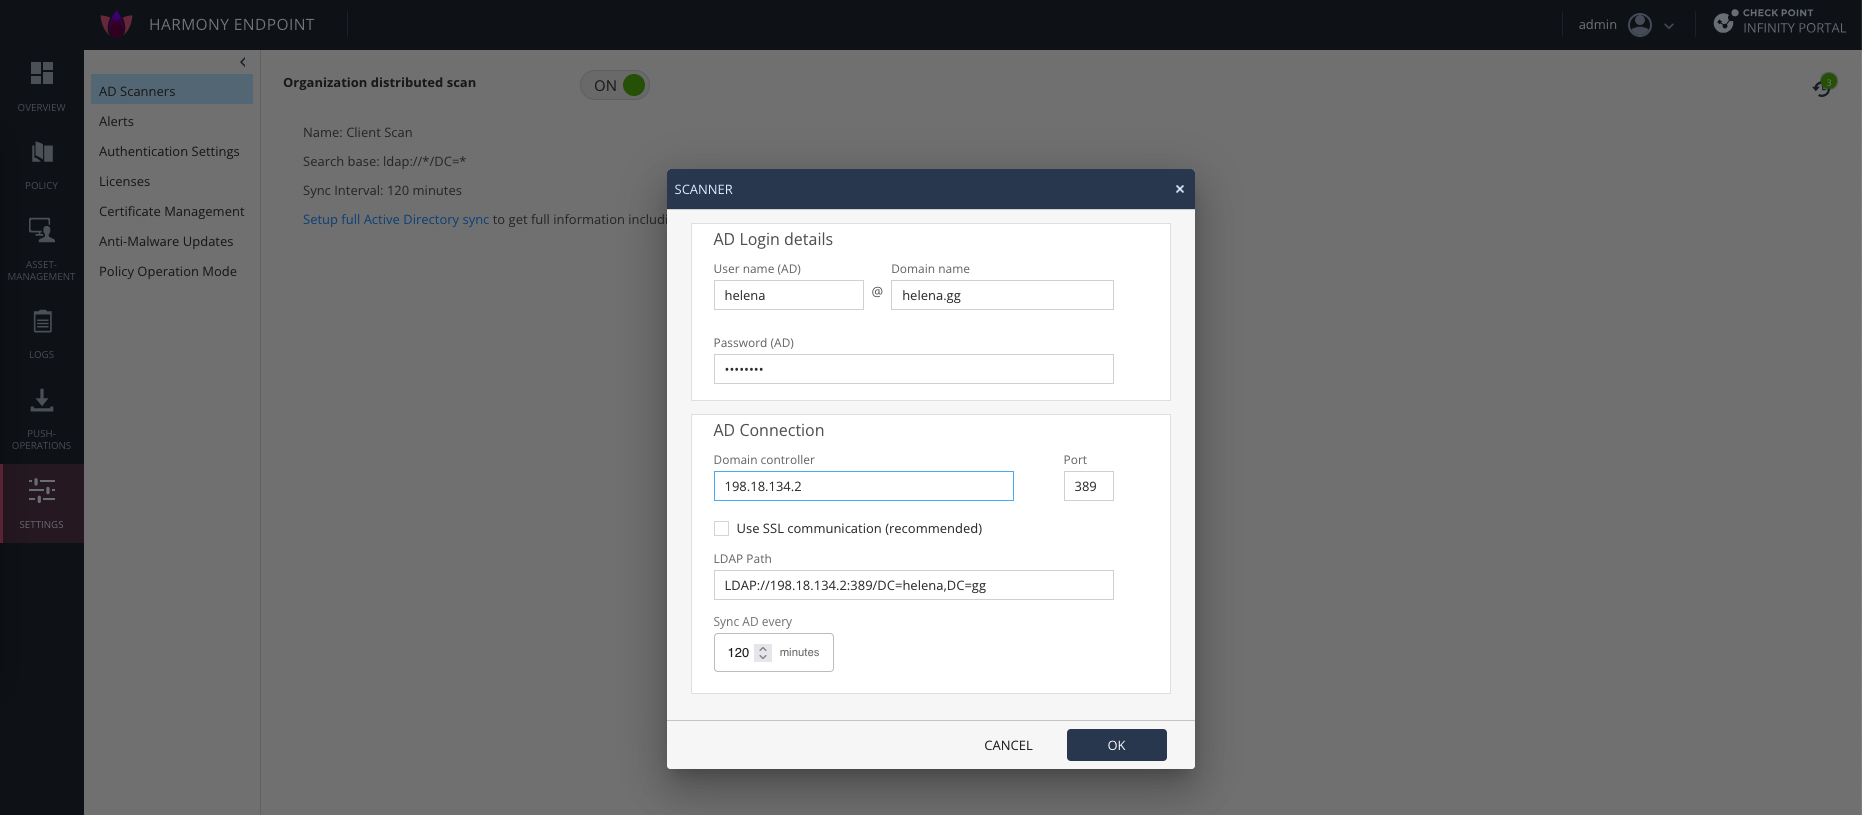 HARMONY ENDPOINT
admin
CHECK POINT
INFINITY PORTAL
OVERVIEW
POLICY
ASSET-
MANAGEMENT
LOGS
PUSH-
OPERATIONS
SETTINGS
AD Scanners
Alerts
Authentication Settings
Licenses
Certificate Management
Anti-Malware Updates
Policy Operation Mode
Organization distributed scan
ON
3
Name: Client Scan
Search base: ldap://*/DC=*
Sync Interval: 120 minutes
Setup full Active Directory sync to get full information includi
SCANNER
×
AD Login details
User name (AD)
Domain name
helena
@
helena.gg
Password (AD)
••••••••
AD Connection
Domain controller
Port
198.18.134.2
389
Use SSL communication (recommended)
LDAP Path
LDAP://198.18.134.2:389/DC=helena,DC=gg
Sync AD every
120
minutes
CANCEL
OK